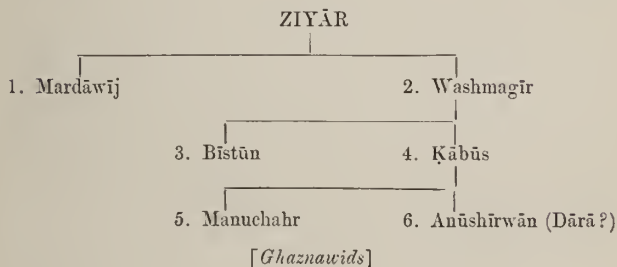 ZIYĀR
1. Mardāwīj 2. Washmagīr
3. Bīstūn 4. Ḳābūs
5. Manuchahr 6. Anūshīrwān (Dārā?)
[Ghaznawids]